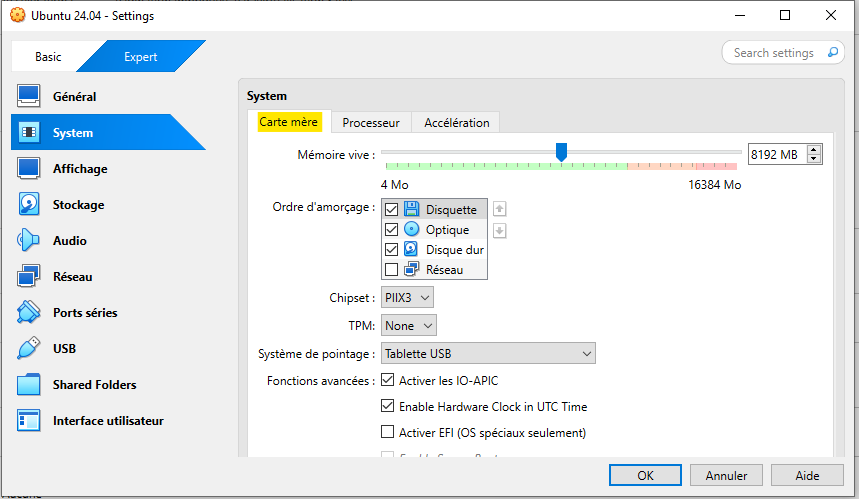 Ubuntu 24.04 - Settings
Basic
Expert
Search settings
Général
System
Affichage
Stockage
Audio
Réseau
Ports séries
USB
Shared Folders
Interface utilisateur
System
Carte mère
Processeur
Accélération
Mémoire vive :
8192 MB
4 Mo
16384 Mo
Ordre d'amorçage :
Disquette
Optique
Disque dur
Réseau
Chipset :
PIIX3
TPM:
None
Système de pointage :
Tablette USB
Fonctions avancées :
Activer les IO-APIC
Enable Hardware Clock in UTC Time
Activer EFI (OS spéciaux seulement)
OK
Annuler
Aide